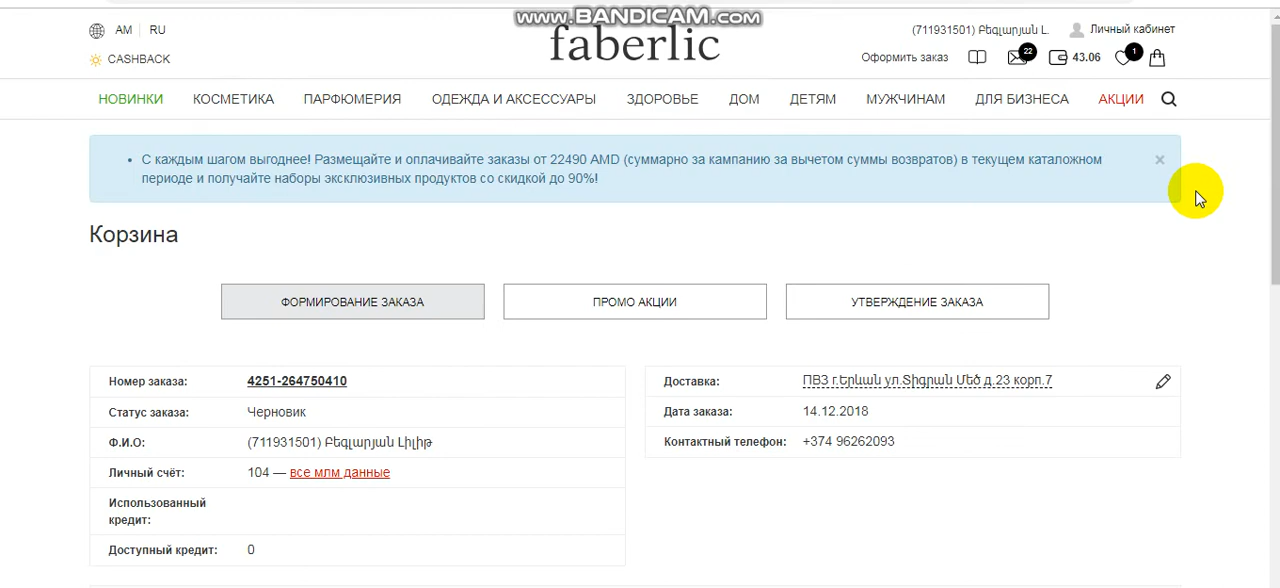 www.BANDICAM.com
AM RU
(711931501) Բեգլարյան Լ. Личный кабинет
faberlic
CASHBACK
Оформить заказ 22 43.06 1
НОВИНКИ КОСМЕТИКА ПАРФЮМЕРИЯ ОДЕЖДА И АКСЕССУАРЫ ЗДОРОВЬЕ ДОМ ДЕТЯМ МУЖЧИНАМ ДЛЯ БИЗНЕСА АКЦИИ
• С каждым шагом выгоднее! Размещайте и оплачивайте заказы от 22490 AMD (суммарно за кампанию за вычетом суммы возвратов) в текущем каталожном ×
периоде и получайте наборы эксклюзивных продуктов со скидкой до 90%!
Корзина
ФОРМИРОВАНИЕ ЗАКАЗА ПРОМО АКЦИИ УТВЕРЖДЕНИЕ ЗАКАЗА
Номер заказа: 4251-264750410
Статус заказа: Черновик
Ф.И.О: (711931501) Բեգլարյան Լիլիթ
Личный счёт: 104 — все млм данные
Использованный
кредит:
Доступный кредит: 0
Доставка: ПВЗ г.Երևան ул.Տիգրան Մեծ д.23 корп.7
Дата заказа: 14.12.2018
Контактный телефон: +374 96262093